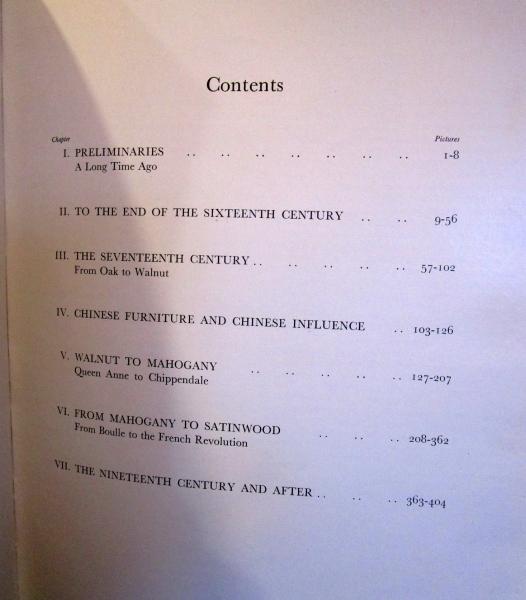 Contents
Chapter Pictures
I. PRELIMINARIES .. .. .. .. .. .. .. 1-8
A Long Time Ago
II. TO THE END OF THE SIXTEENTH CENTURY .. .. 9-56
III. THE SEVENTEENTH CENTURY .. .. .. .. .. 57-102
From Oak to Walnut
IV. CHINESE FURNITURE AND CHINESE INFLUENCE .. 103-126
V. WALNUT TO MAHOGANY .. .. .. .. .. 127-207
Queen Anne to Chippendale
VI. FROM MAHOGANY TO SATINWOOD .. .. .. 208-362
From Boulle to the French Revolution
VII. THE NINETEENTH CENTURY AND AFTER .. .. .. 363-404